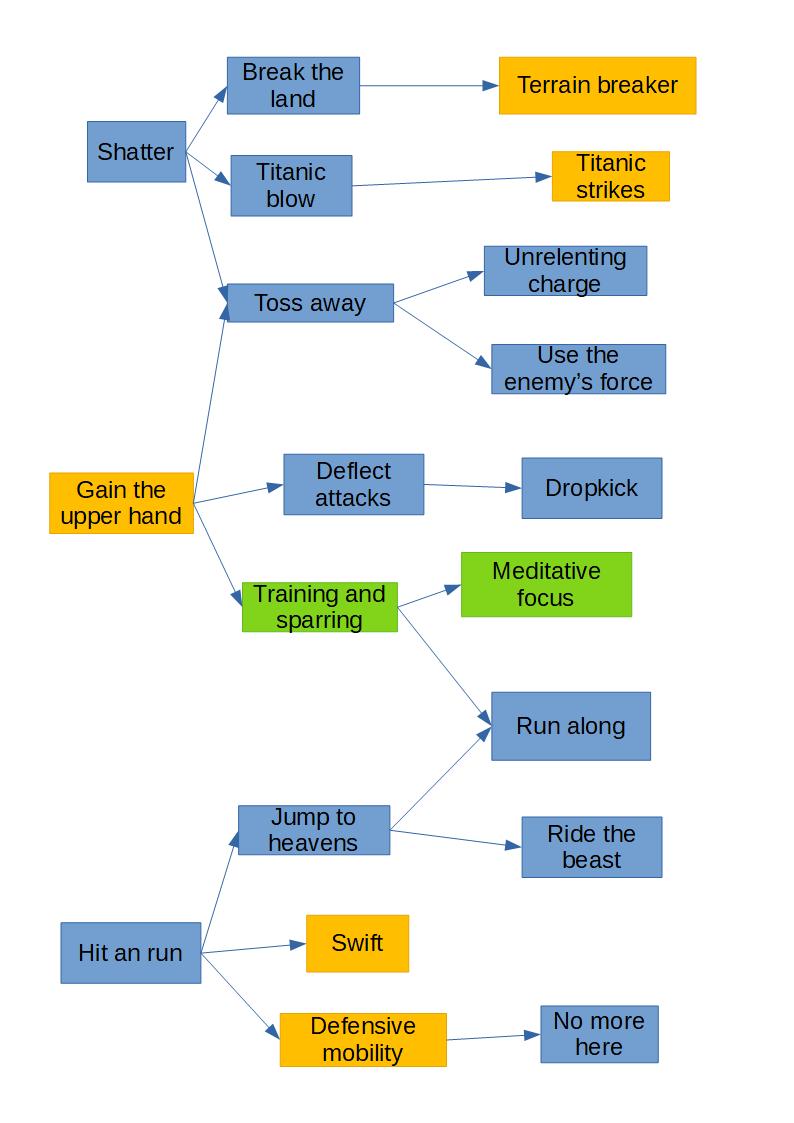 Break the
land
Terrain breaker
Shatter
Titanic
blow
Titanic
strikes
Unrelenting
charge
Toss away
Use the
enemy’s force
Gain the
upper hand
Deflect
attacks
Dropkick
Training and
sparring
Meditative
focus
Run along
Jump to
heavens
Ride the
beast
Hit an run
Swift
Defensive
mobility
No more
here